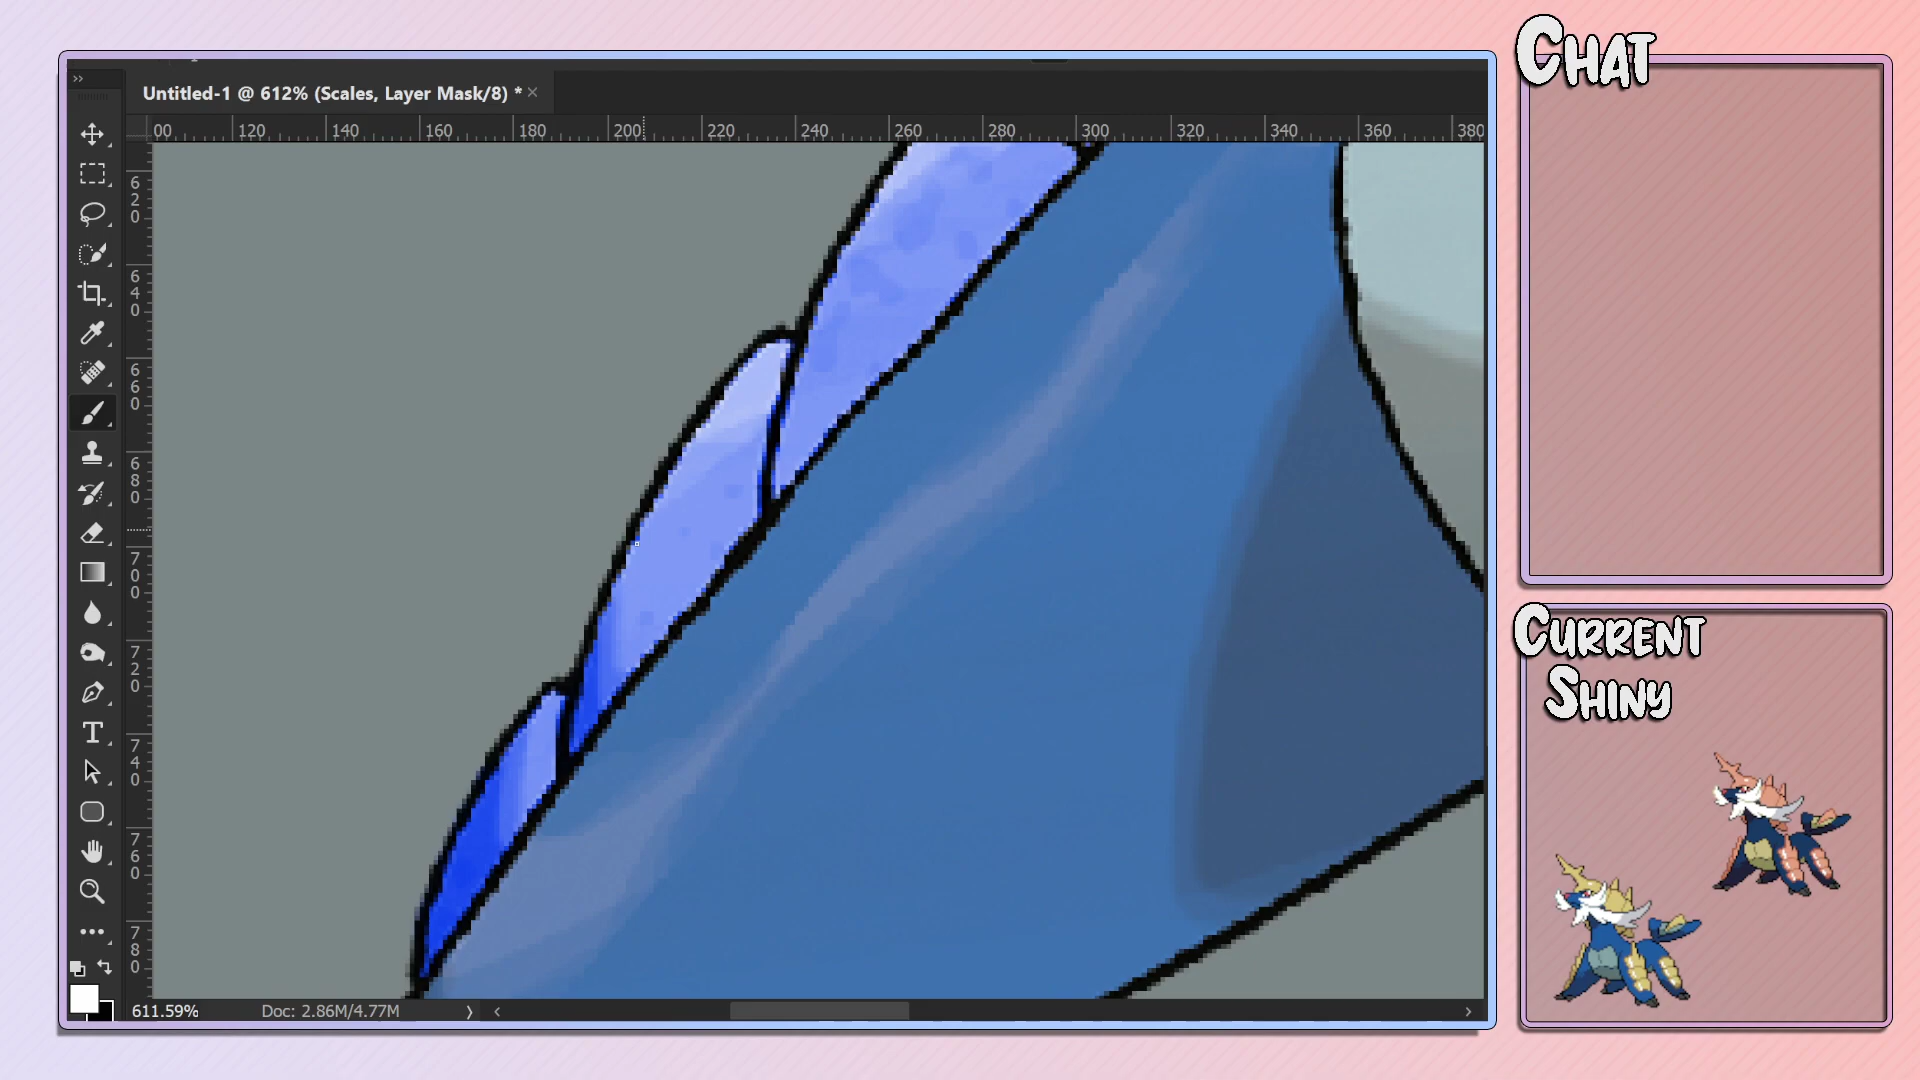 Chat
Untitled-1 @ 612% (Scales, Layer Mask/8) *
00 120 140 160 180 200 220 240 260 280 300 320 340 360 380
620
640
660
680
700
720
740
760
780
T
Current
Shiny
611.59% Doc: 2.86M/4.77M